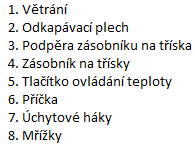 1. Větrání
2. Odkapávací plech
3. Podpěra zásobníku na tříska
4. Zásobník na třísky
5. Tlačítko ovládání teploty
6. Příčka
7. Úchytové háky
8. Mřížky